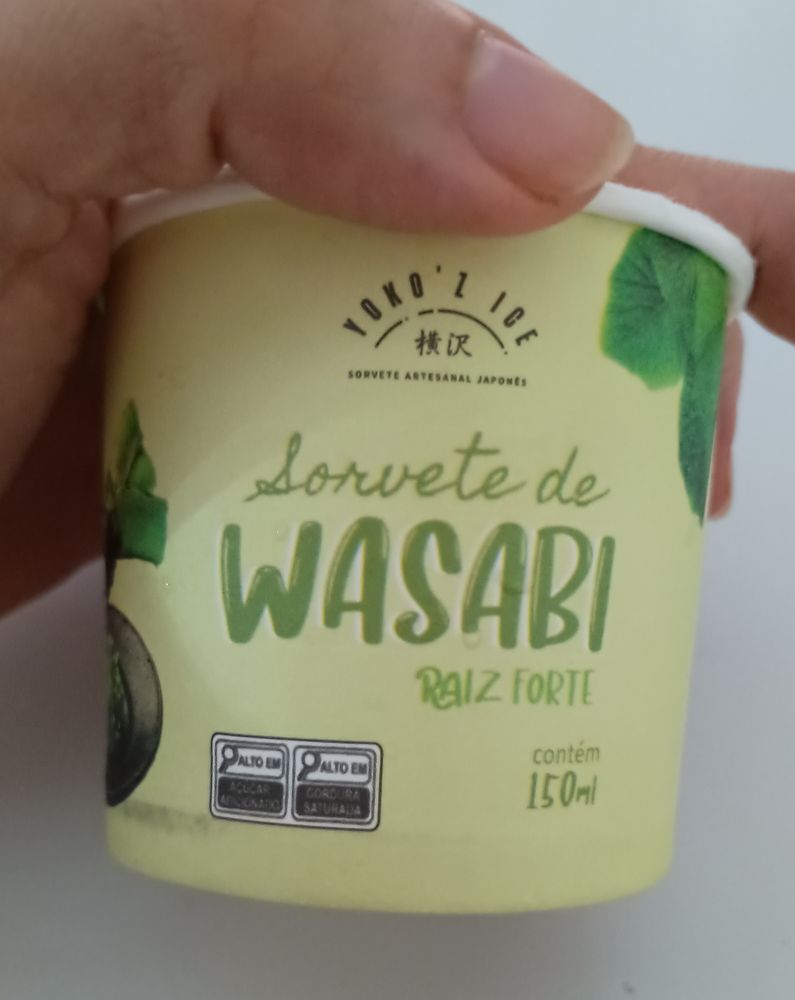 YOKO'Z ICE
横沢
SORVETE ARTESANAL JAPONÊS
Sorvete de
WASABI
RAIZ FORTE
ALTO EM
AÇÚCAR
ADICIONADO
ALTO EM
GORDURA
SATURADA
contém
150ml